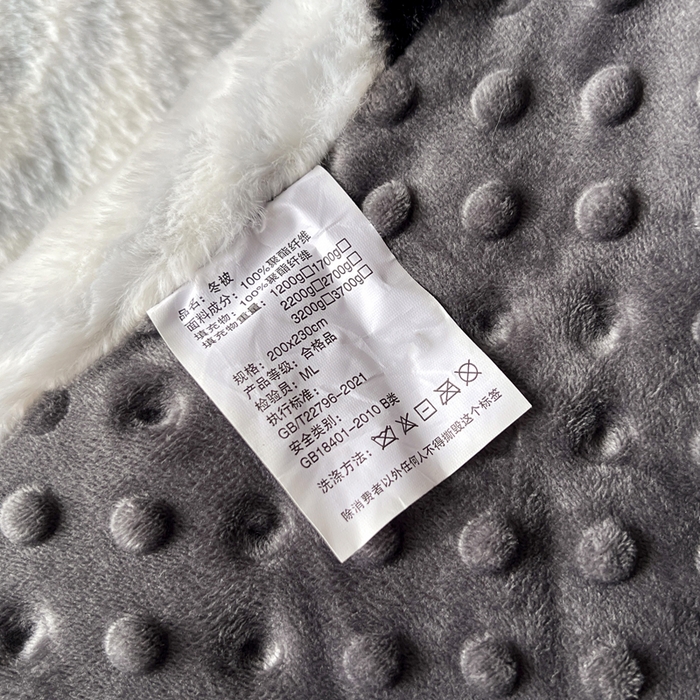 品名：冬被
面料成分：100%聚酯纤维
填充物：100%聚酯纤维
填充物重量：1200g□1700g□
2200g□2700g□
3200g□3700g□
规格：200x230cm
产品等级：合格品
检验员：ML
执行标准：
GB/T22796-2021
安全类别：
GB18401-2010 B类
洗涤方法：
除消费者以外任何人不得撕毁这个标签